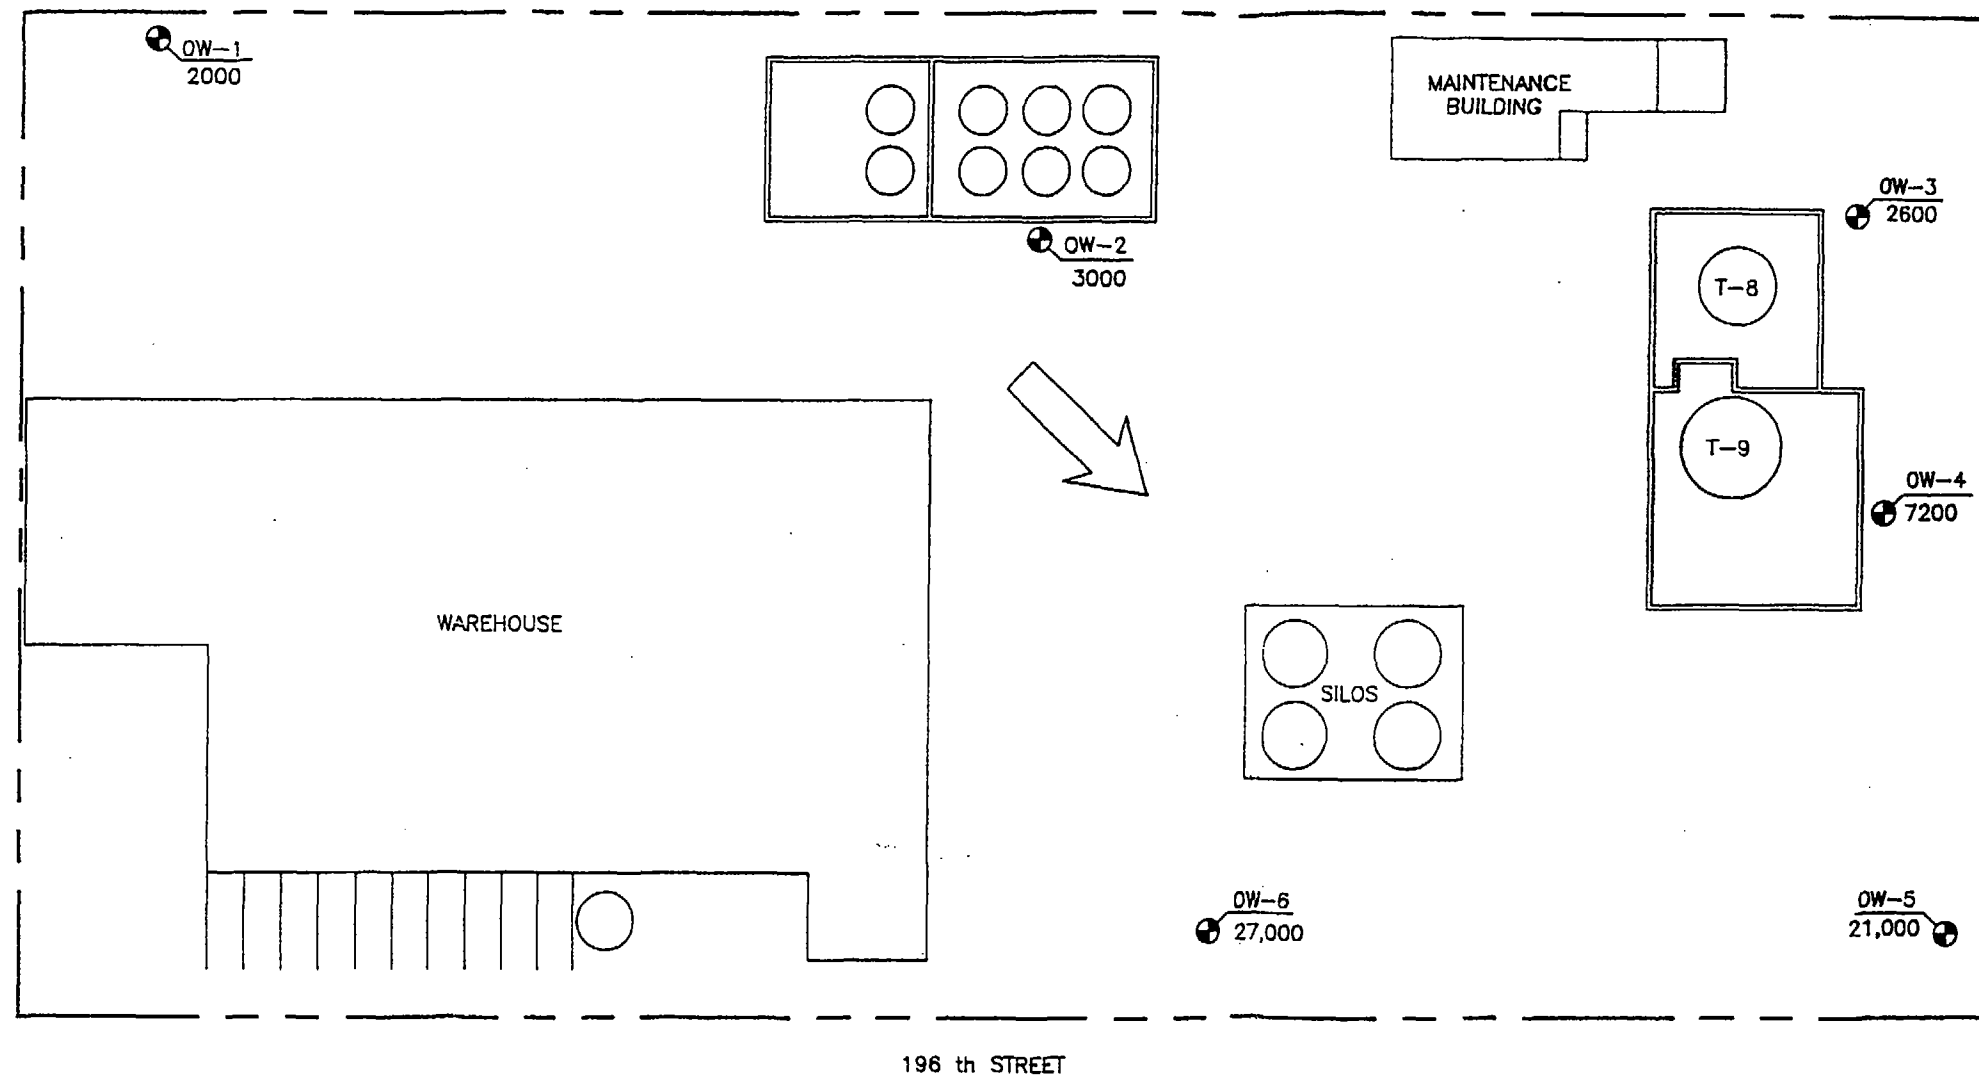 OW-1
2000
MAINTENANCE
BUILDING
OW-3
2600
OW-2
3000
T-8
T-9
OW-4
7200
WAREHOUSE
SILOS
OW-6
27,000
OW-5
21,000
196 th STREET